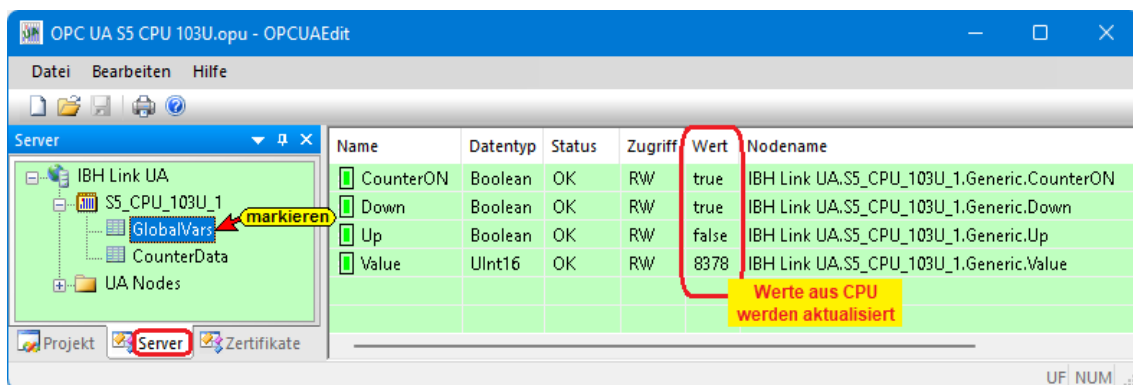 OPC UA S5 CPU 103U.opu - OPCUAEdit
Datei Bearbeiten Hilfe
Server
IBH Link UA
S5_CPU_103U_1
GlobalVars
markieren
CounterData
UA Nodes
Projekt Server Zertifikate
Name Datentyp Status Zugriff Wert Nodename
CounterON Boolean OK RW true IBH Link UA.S5_CPU_103U_1.Generic.CounterON
Down Boolean OK RW true IBH Link UA.S5_CPU_103U_1.Generic.Down
Up Boolean OK RW false IBH Link UA.S5_CPU_103U_1.Generic.Up
Value UInt16 OK RW 8378 IBH Link UA.S5_CPU_103U_1.Generic.Value
Werte aus CPU
werden aktualisiert
UF NUM